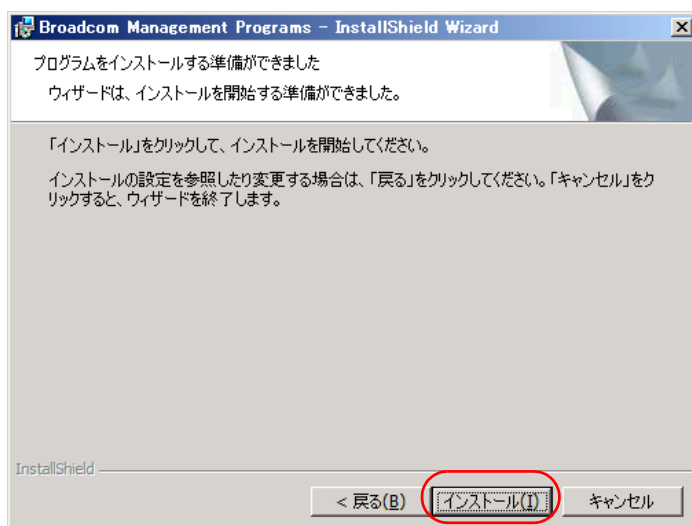 Broadcom Management Programs - InstallShield Wizard
プログラムをインストールする準備ができました
ウィザードは、インストールを開始する準備ができました。
「インストール」をクリックして、インストールを開始してください。
インストールの設定を参照したり変更する場合は、「戻る」をクリックしてください。「キャンセル」をク
リックすると、ウィザードを終了します。
InstallShield
< 戻る(B) インストール(I) キャンセル